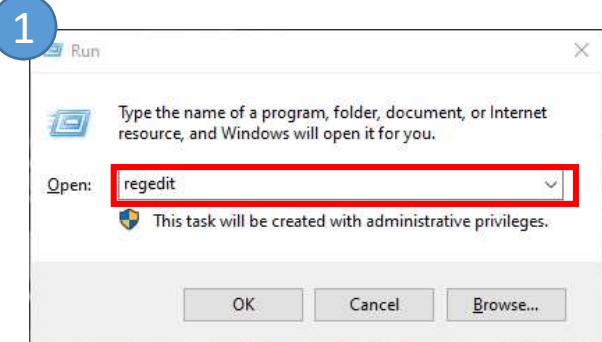 1
Run
Type the name of a program, folder, document, or Internet
resource, and Windows will open it for you.
Open: regedit
This task will be created with administrative privileges.
OK Cancel Browse...